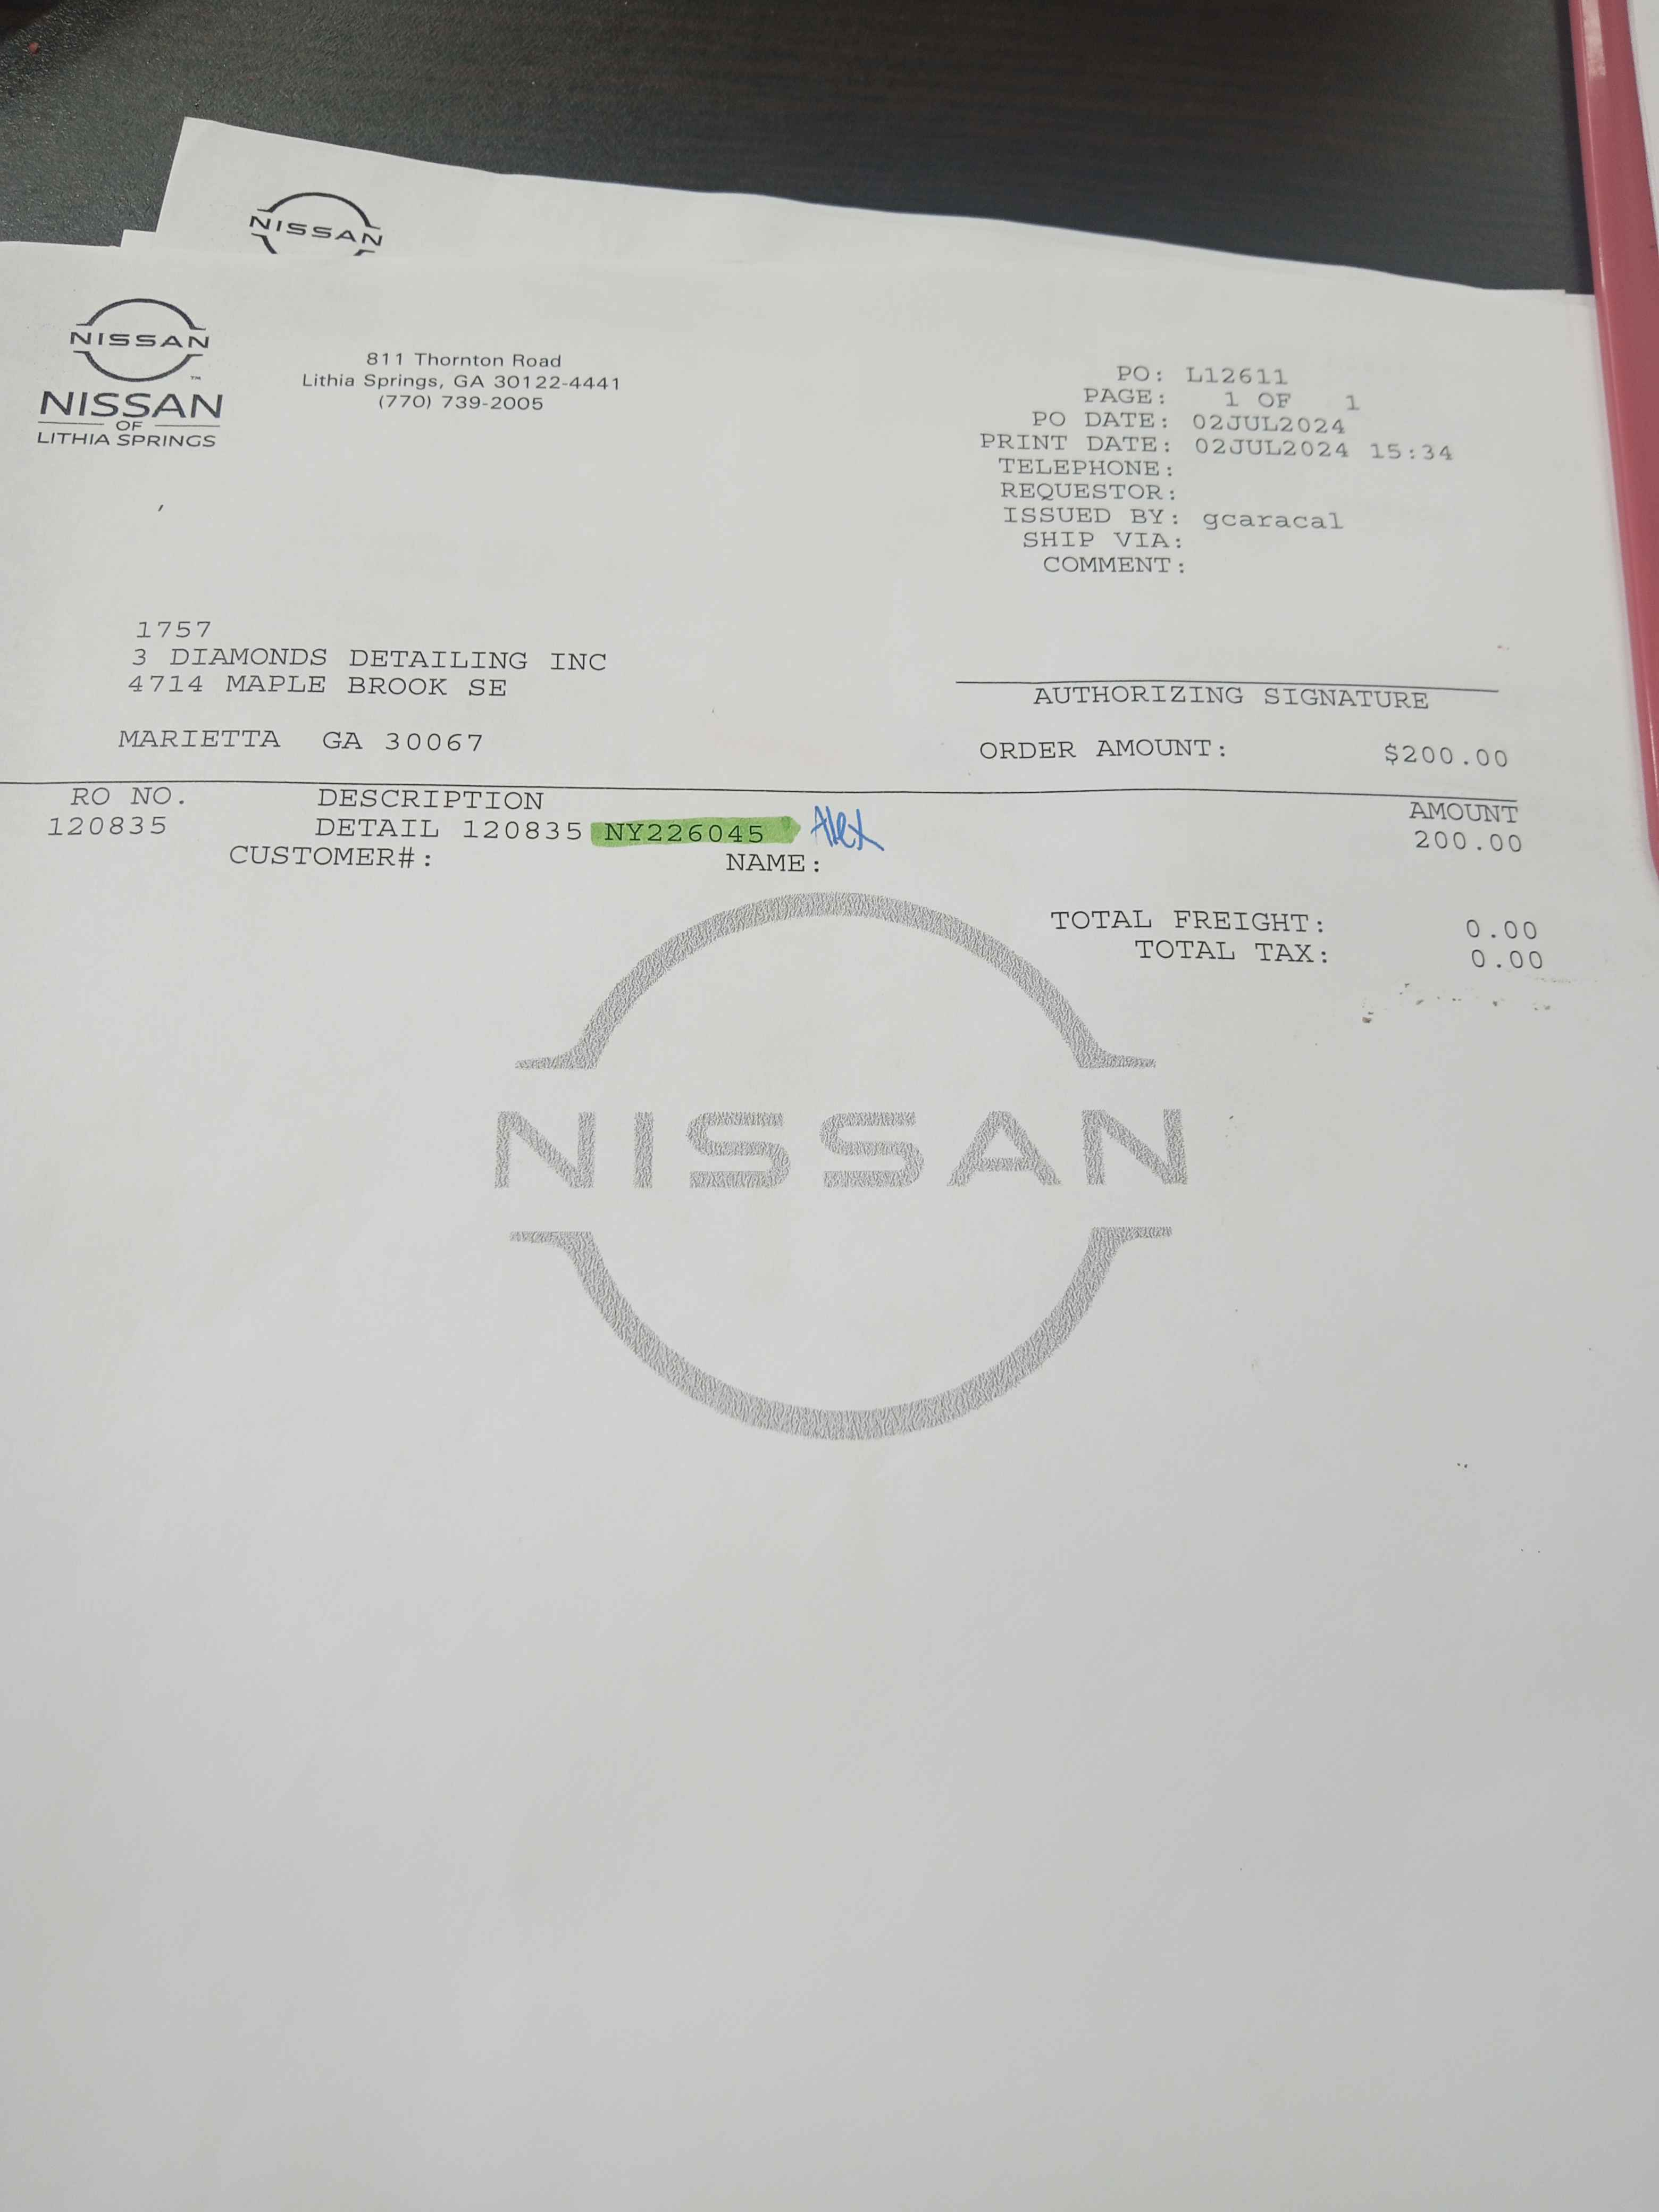 NISSAN
NISSAN
NISSAN
OF
LITHIA SPRINGS
811 Thornton Road
Lithia Springs, GA 30122-4441
(770) 739-2005
PO: L12611
PAGE: 1 OF 1
PO DATE: 02JUL2024
PRINT DATE: 02JUL2024 15:34
TELEPHONE:
REQUESTOR:
ISSUED BY: gcaracal
SHIP VIA:
COMMENT:
1757
3 DIAMONDS DETAILING INC
4714 MAPLE BROOK SE
MARIETTA GA 30067
AUTHORIZING SIGNATURE
ORDER AMOUNT: $200.00
RO NO. DESCRIPTION AMOUNT
120835 DETAIL 120835 NY226045 Alex 200.00
CUSTOMER#: NAME:
TOTAL FREIGHT: 0.00
TOTAL TAX: 0.00
NISSAN